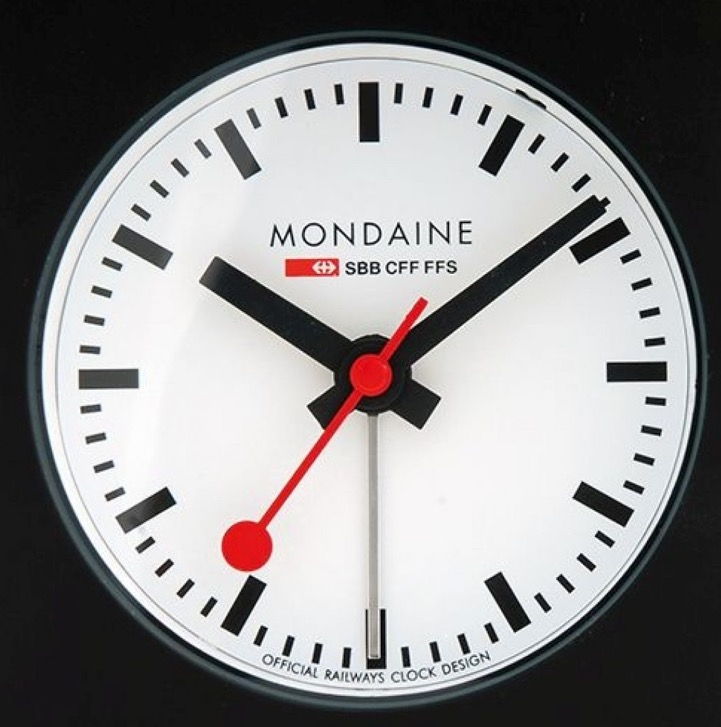 MONDAINE
SBB CFF FFS
OFFICIAL RAILWAYS CLOCK DESIGN